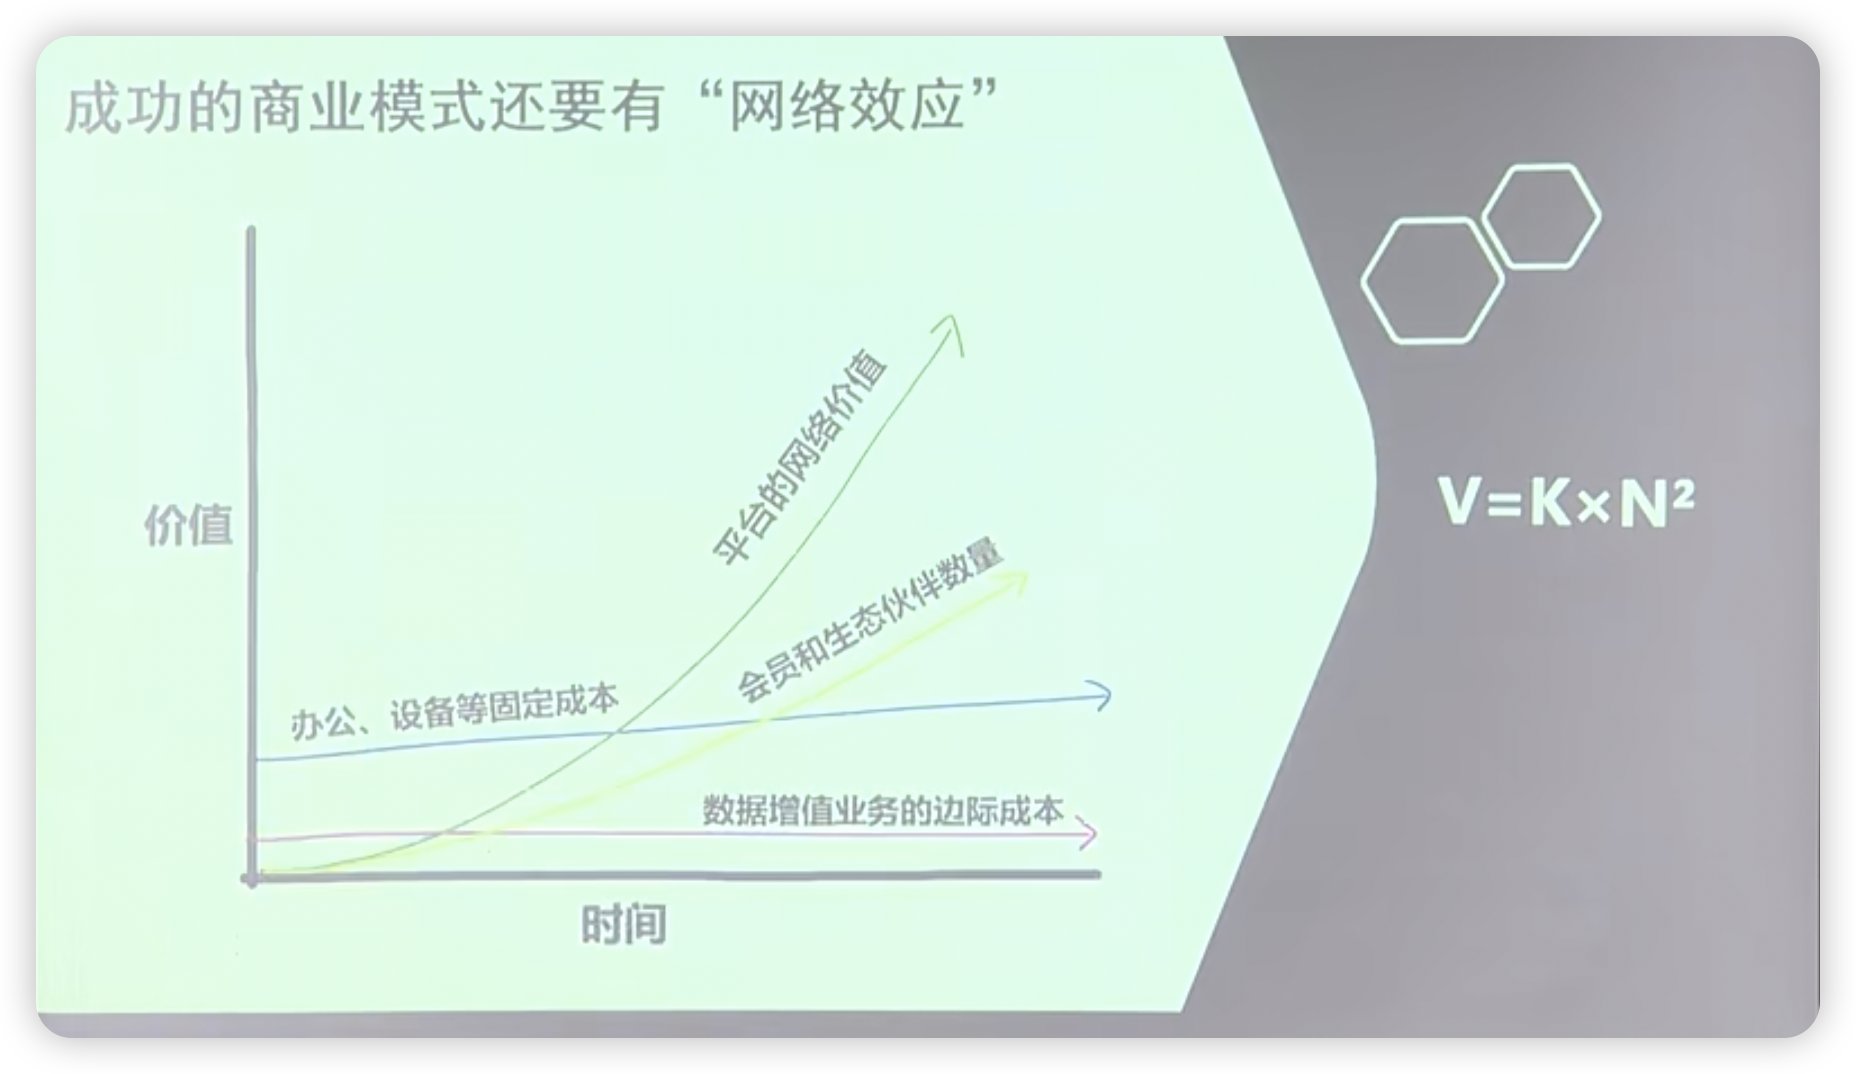 成功的商业模式还要有“网络效应”
平台的网络价值
V=K×N²
价值
会员和生态伙伴数量
办公、设备等固定成本
数据增值业务的边际成本
时间